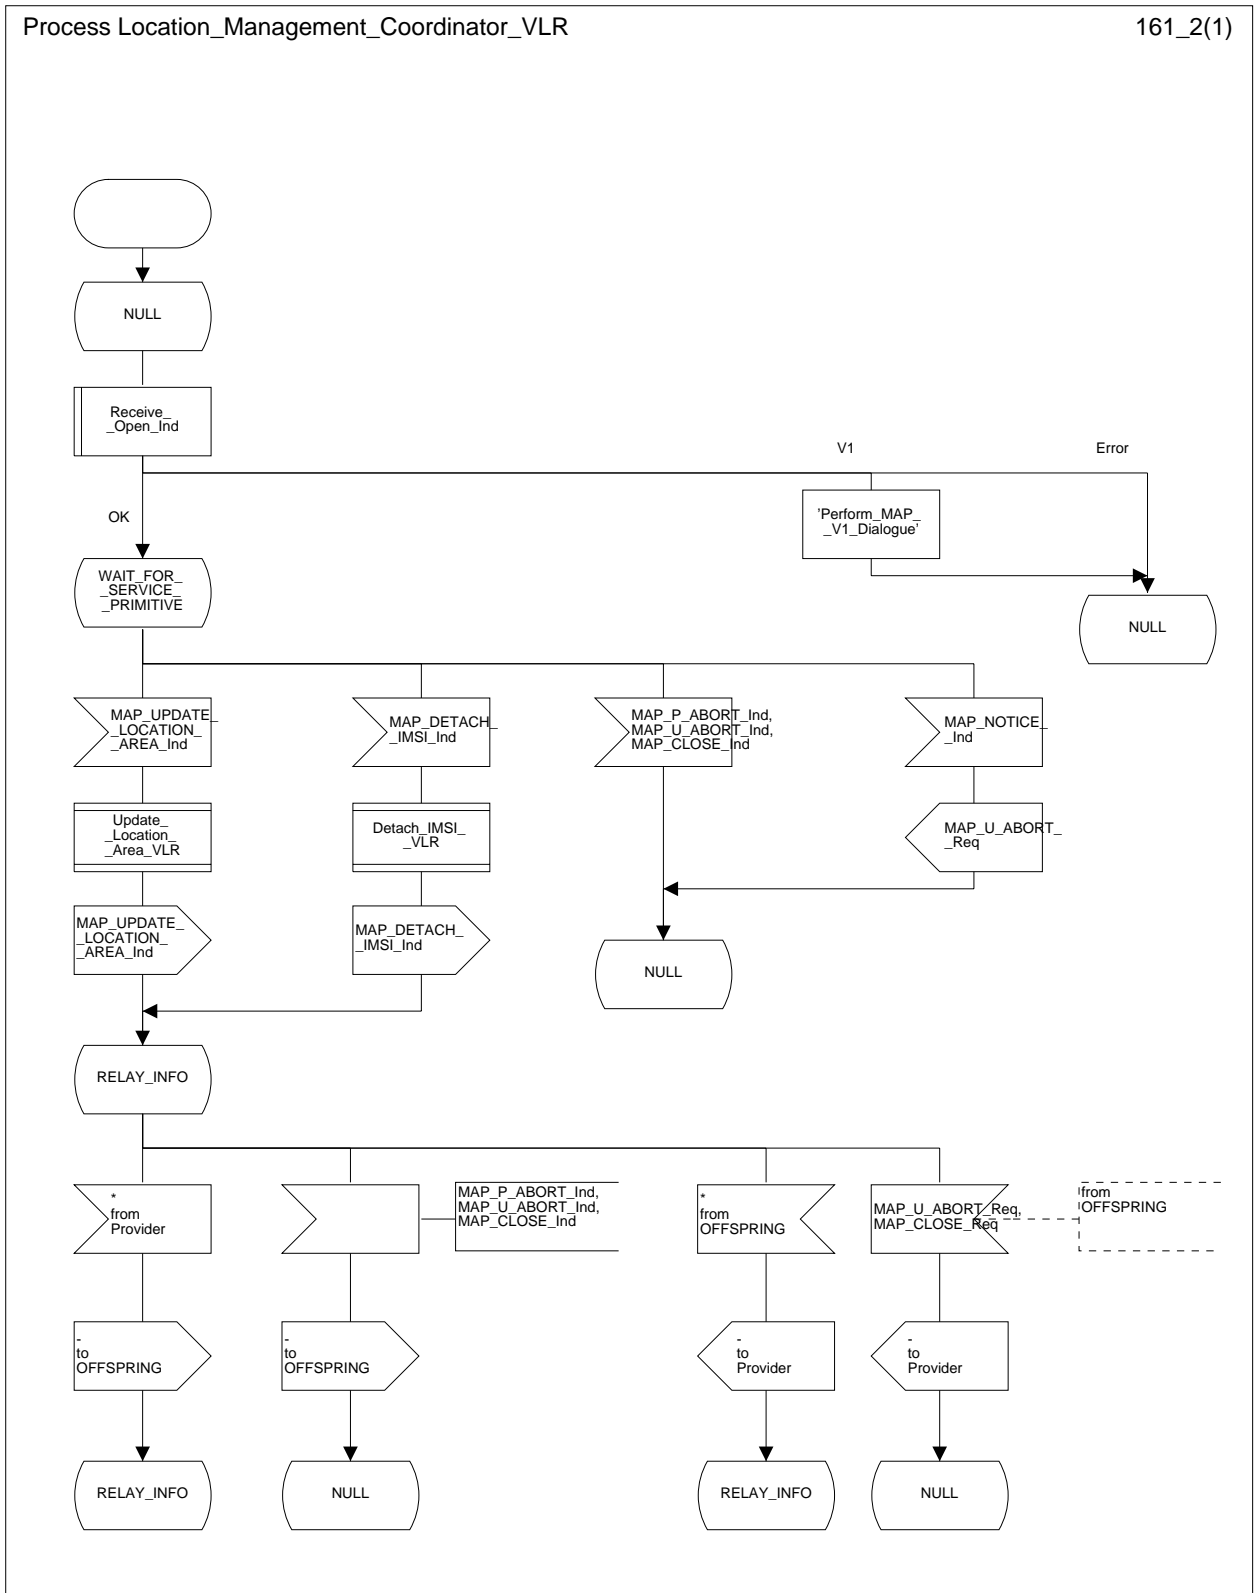 Process Location_Management_Coordinator_VLR
161_2(1)
NULL
Receive_
_Open_Ind
V1
Error
'Perform_MAP_
_V1_Dialogue'
OK
WAIT_FOR_
_SERVICE_
_PRIMITIVE
NULL
MAP_UPDATE_
_LOCATION_
_AREA_Ind
MAP_DETACH_
_IMSI_Ind
MAP_P_ABORT_Ind,
MAP_U_ABORT_Ind,
MAP_CLOSE_Ind
MAP_NOTICE_
_Ind
Update_
_Location_
_Area_VLR
Detach_IMSI_
_VLR
MAP_U_ABORT_
_Req
MAP_UPDATE_
_LOCATION_
_AREA_Ind
MAP_DETACH_
_IMSI_Ind
NULL
RELAY_INFO
*
from
Provider
MAP_P_ABORT_Ind,
MAP_U_ABORT_Ind,
MAP_CLOSE_Ind
*
from
OFFSPRING
MAP_U_ABORT_Req,
MAP_CLOSE_Req
from
OFFSPRING
-
to
OFFSPRING
-
to
OFFSPRING
-
to
Provider
-
to
Provider
RELAY_INFO
NULL
RELAY_INFO
NULL